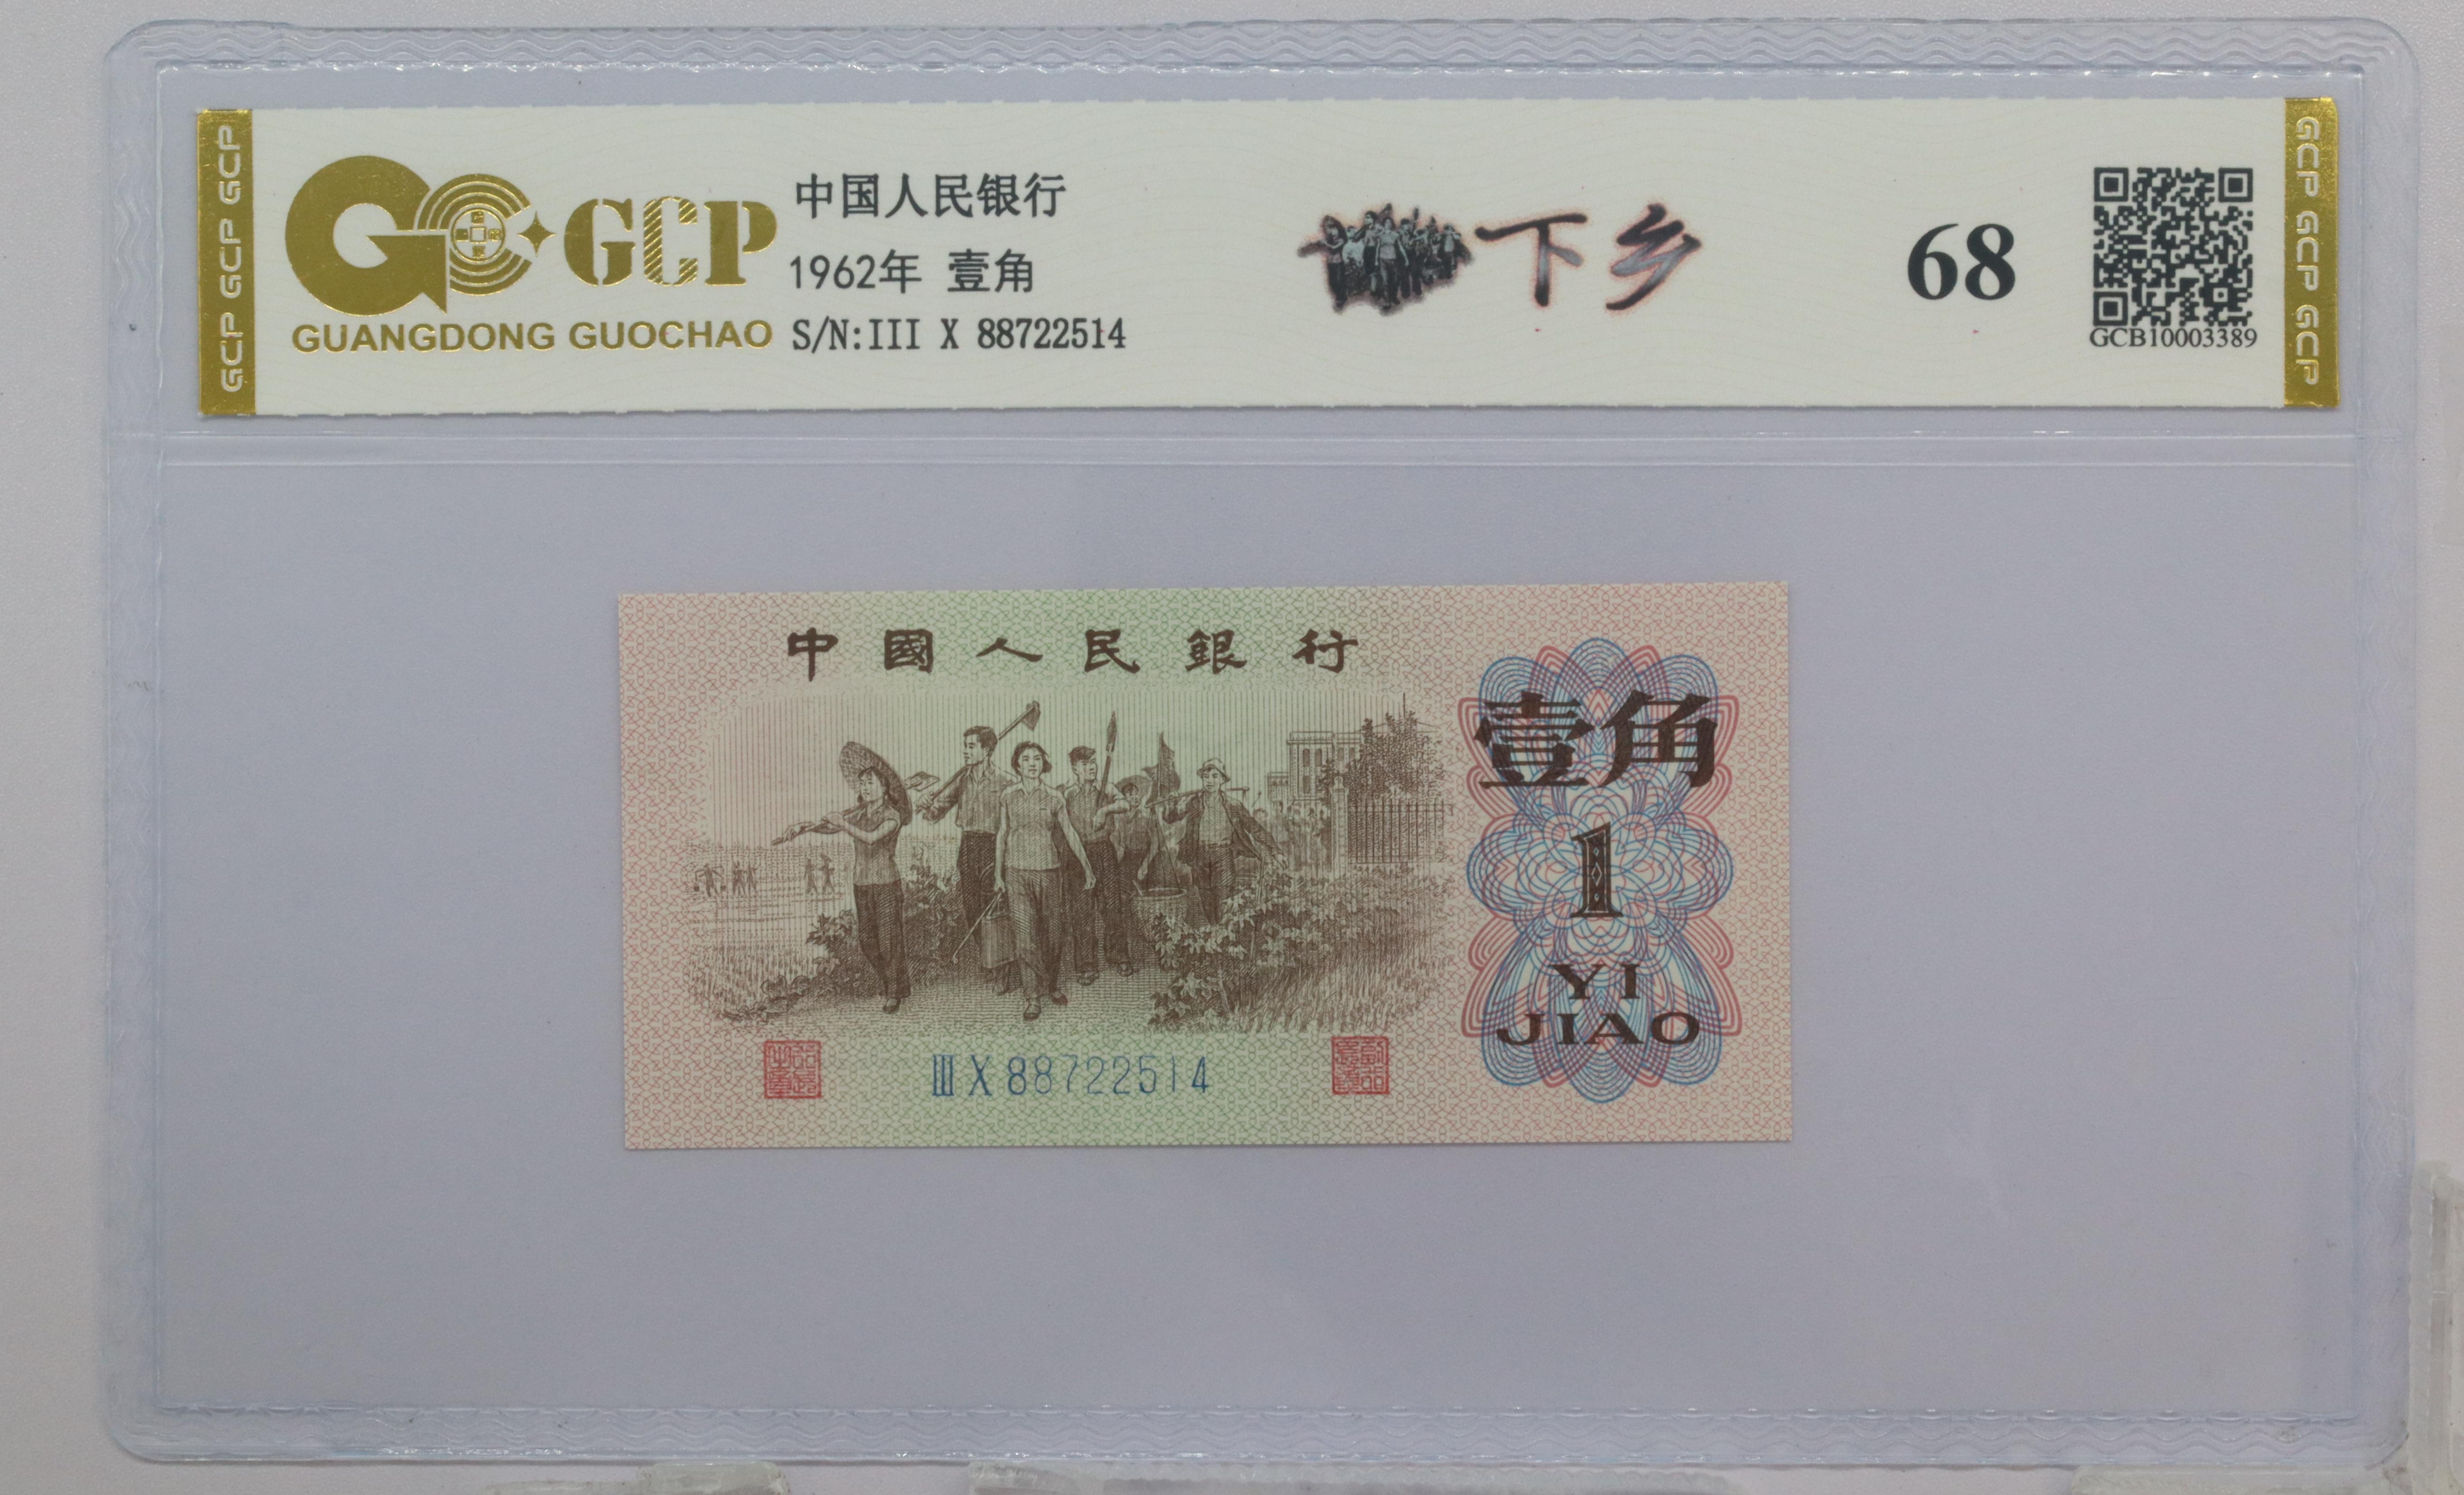 GCP GCP GCP
GCP
GUANGDONG GUOCHAO
中国人民银行
1962年 壹角
S/N:III X 88722514
下乡
68
GCB10003389
GCP GCP GCP
中國人民銀行
壹角
1
YI
JIAO
III X 88722514